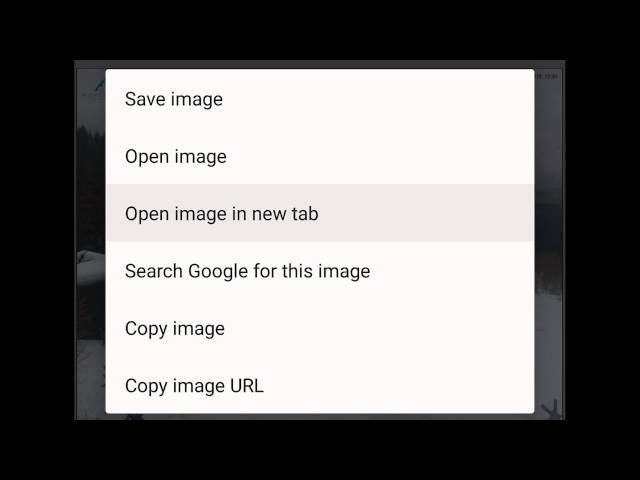 Save image
Open image
Open image in new tab
Search Google for this image
Copy image
Copy image URL